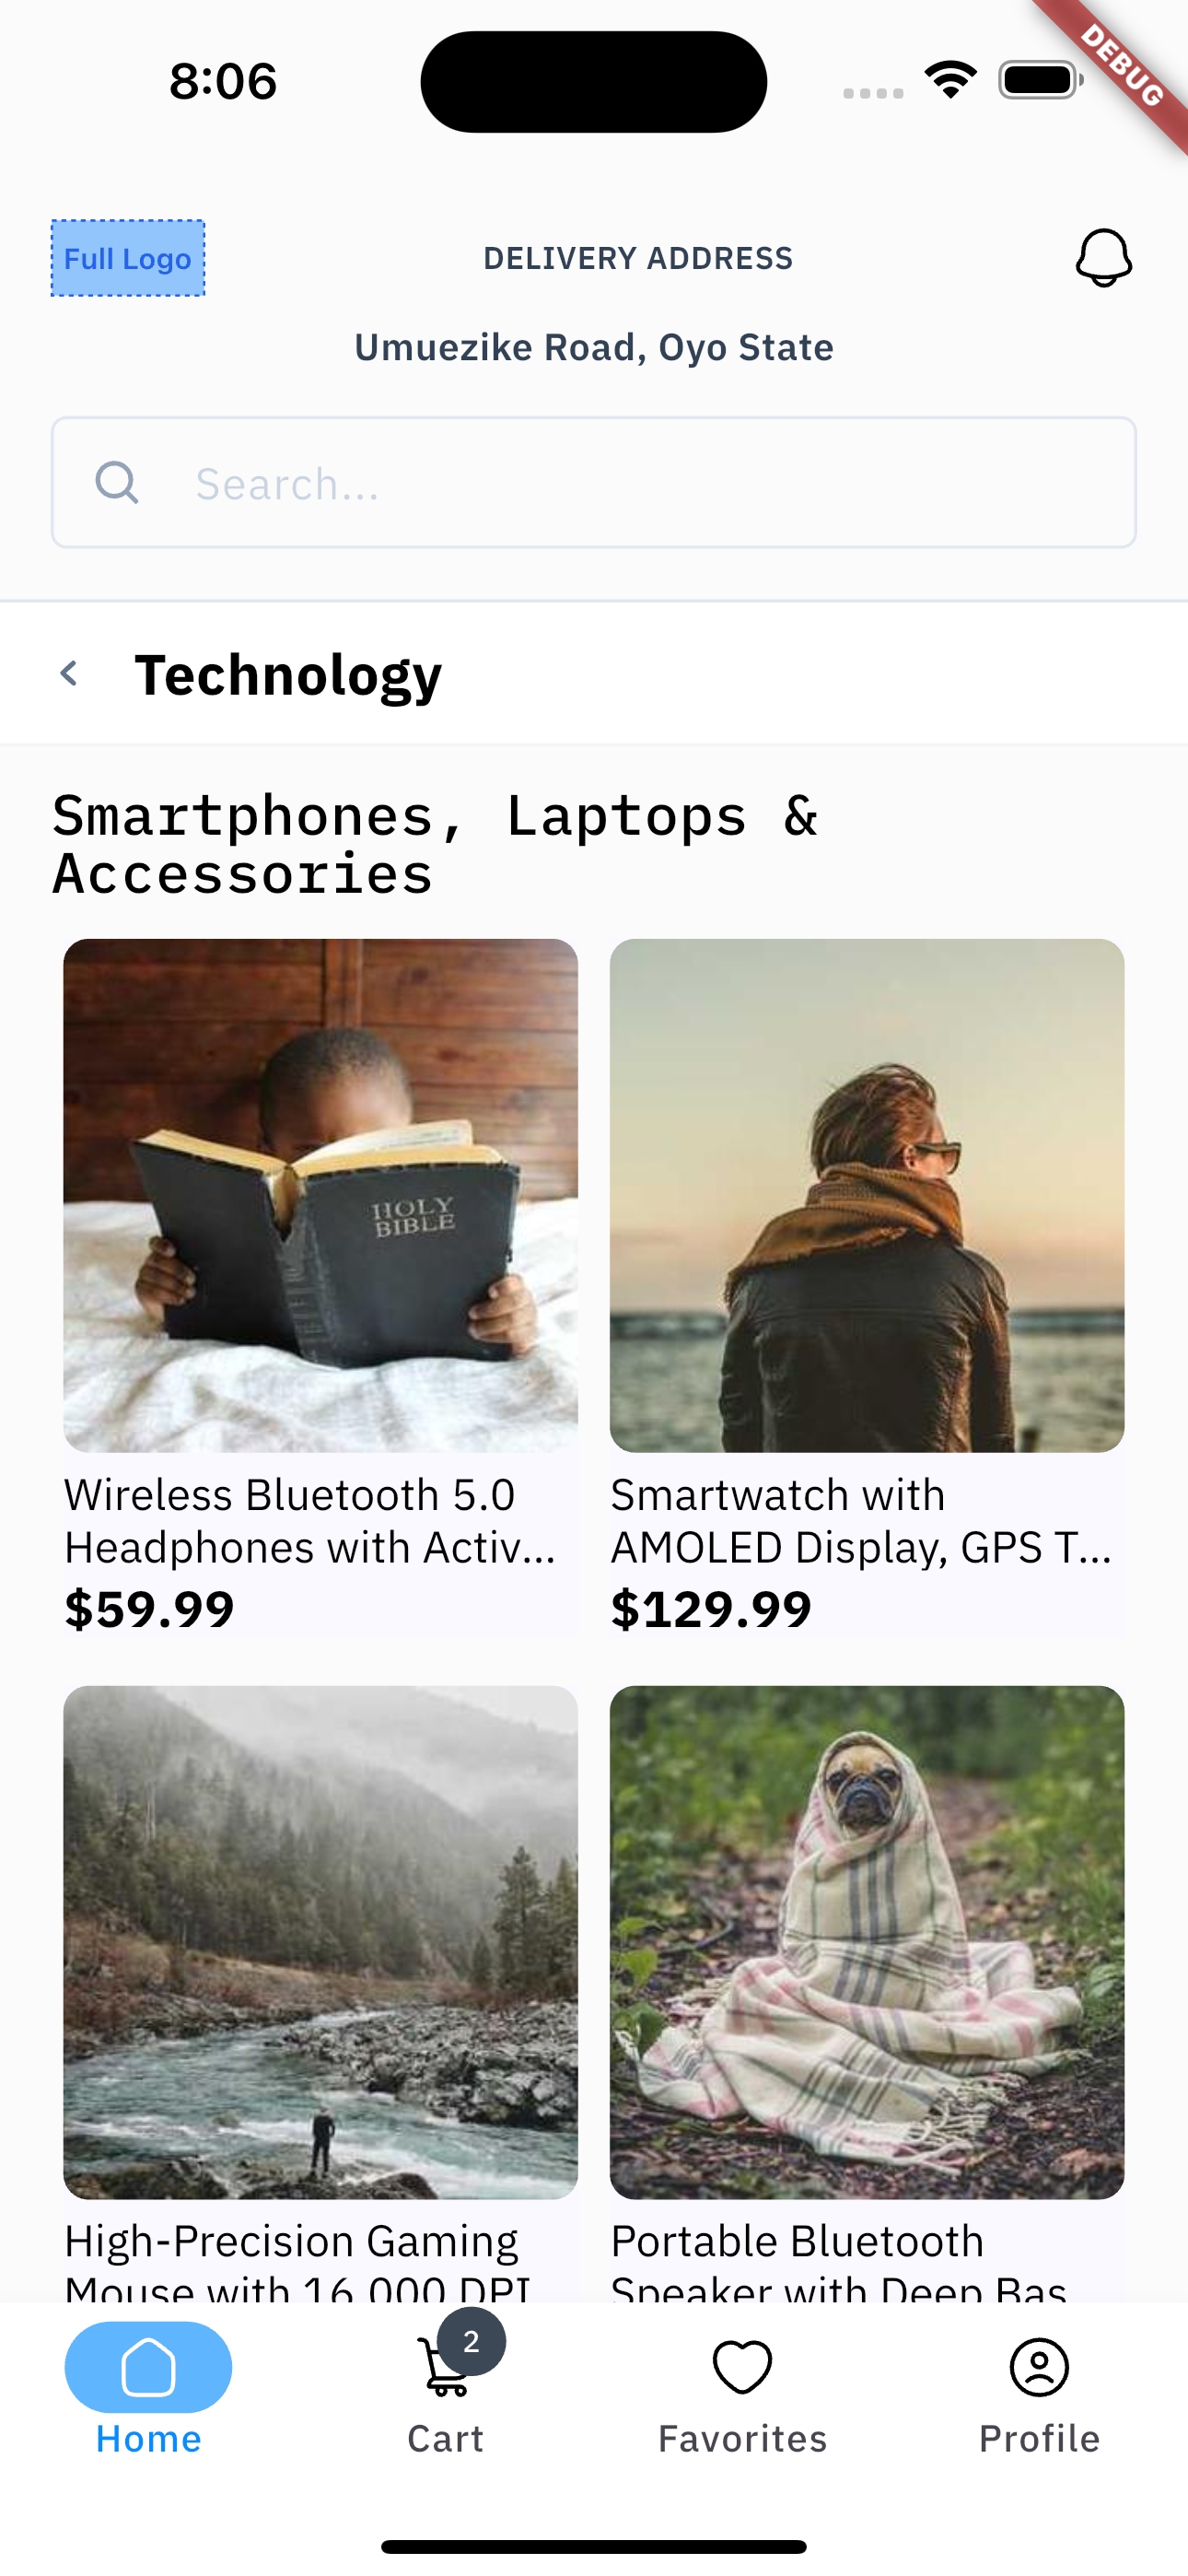 8:06
DEBUG
Full Logo
DELIVERY ADDRESS
Umuezike Road, Oyo State
Search...
Technology
Smartphones, Laptops &
Accessories
HOLY
BIBLE
Wireless Bluetooth 5.0
Headphones with Activ...
$59.99
Smartwatch with
AMOLED Display, GPS T...
$129.99
High-Precision Gaming
Mouse with 16,000 DPI
Portable Bluetooth
Speaker with Deep Bas
2
Home
Cart
Favorites
Profile